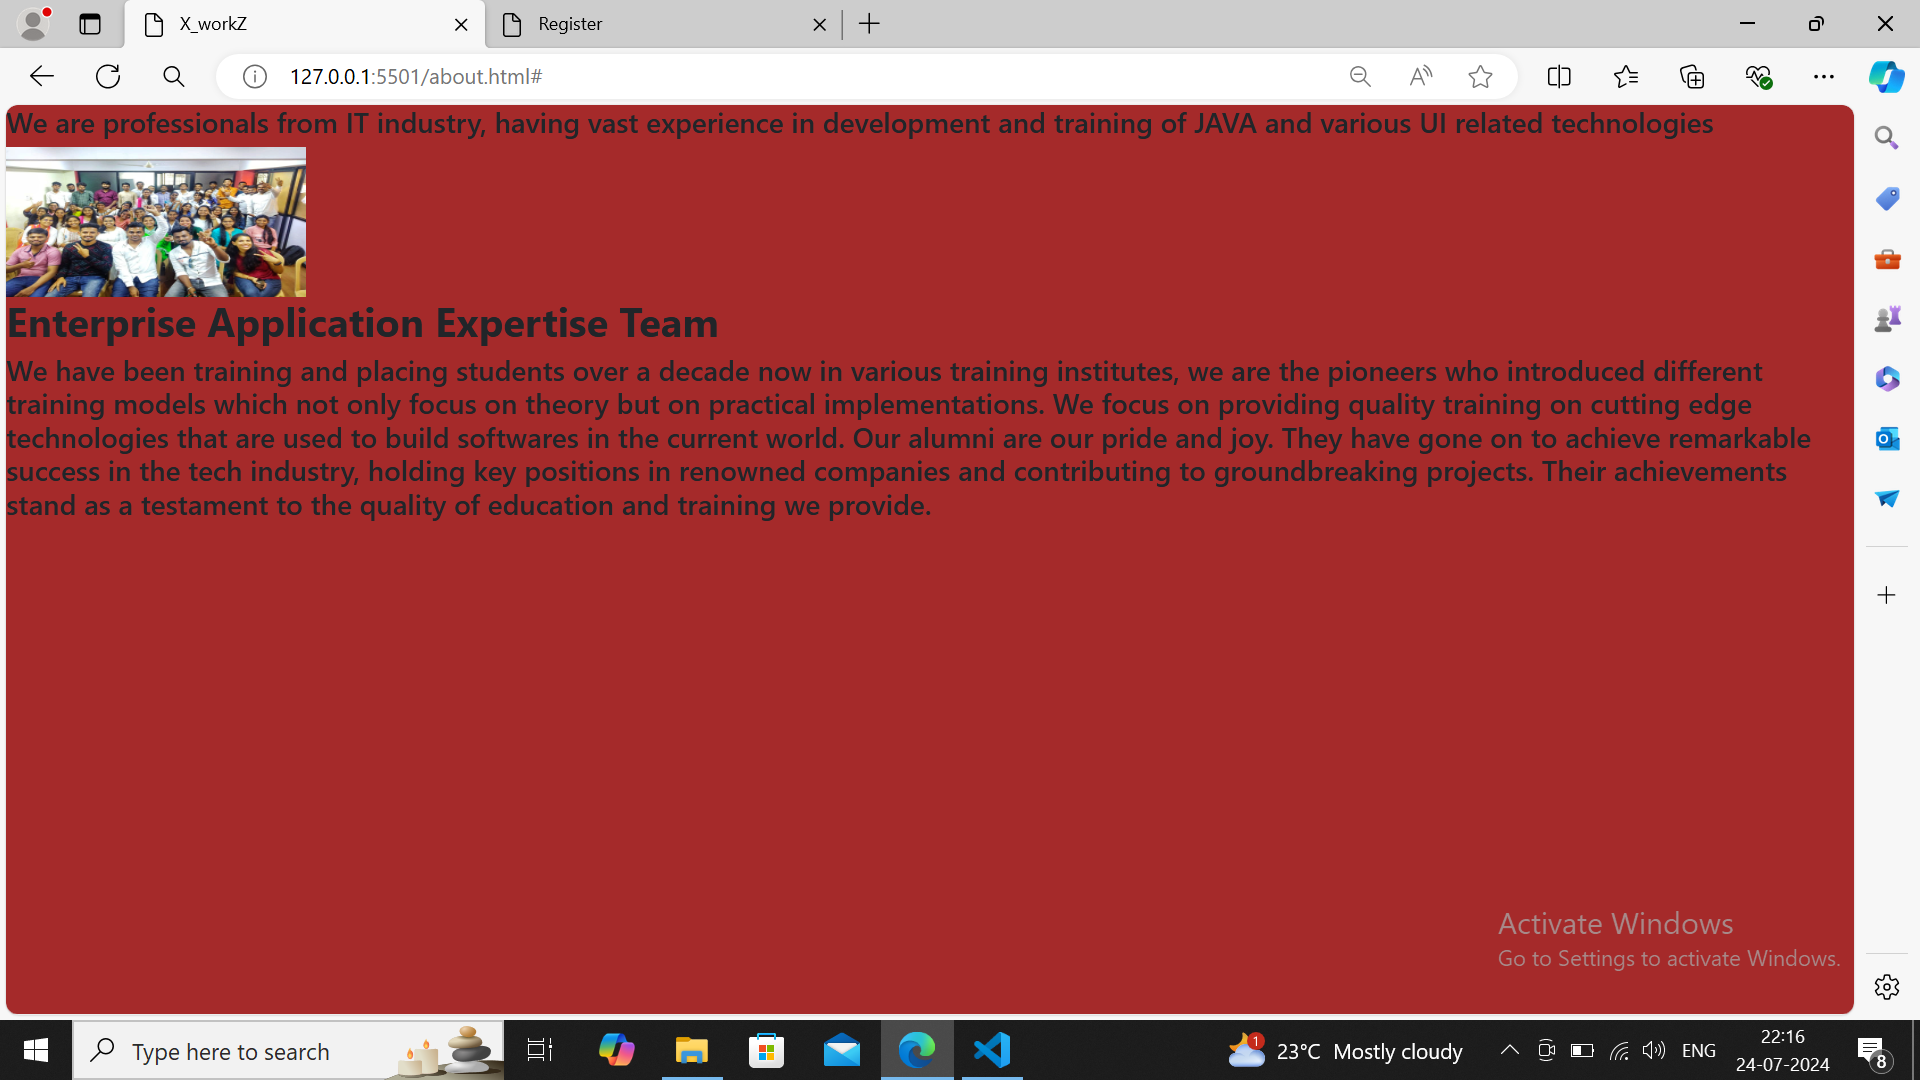 X_workZ
Register
127.0.0.1:5501/about.html#
We are professionals from IT industry, having vast experience in development and training of JAVA and various UI related technologies
Enterprise Application Expertise Team
We have been training and placing students over a decade now in various training institutes, we are the pioneers who introduced different
training models which not only focus on theory but on practical implementations. We focus on providing quality training on cutting edge
technologies that are used to build softwares in the current world. Our alumni are our pride and joy. They have gone on to achieve remarkable
success in the tech industry, holding key positions in renowned companies and contributing to groundbreaking projects. Their achievements
stand as a testament to the quality of education and training we provide.
Activate Windows
Go to Settings to activate Windows.
Type here to search
1
23°C Mostly cloudy
ENG
22:16
24-07-2024
8